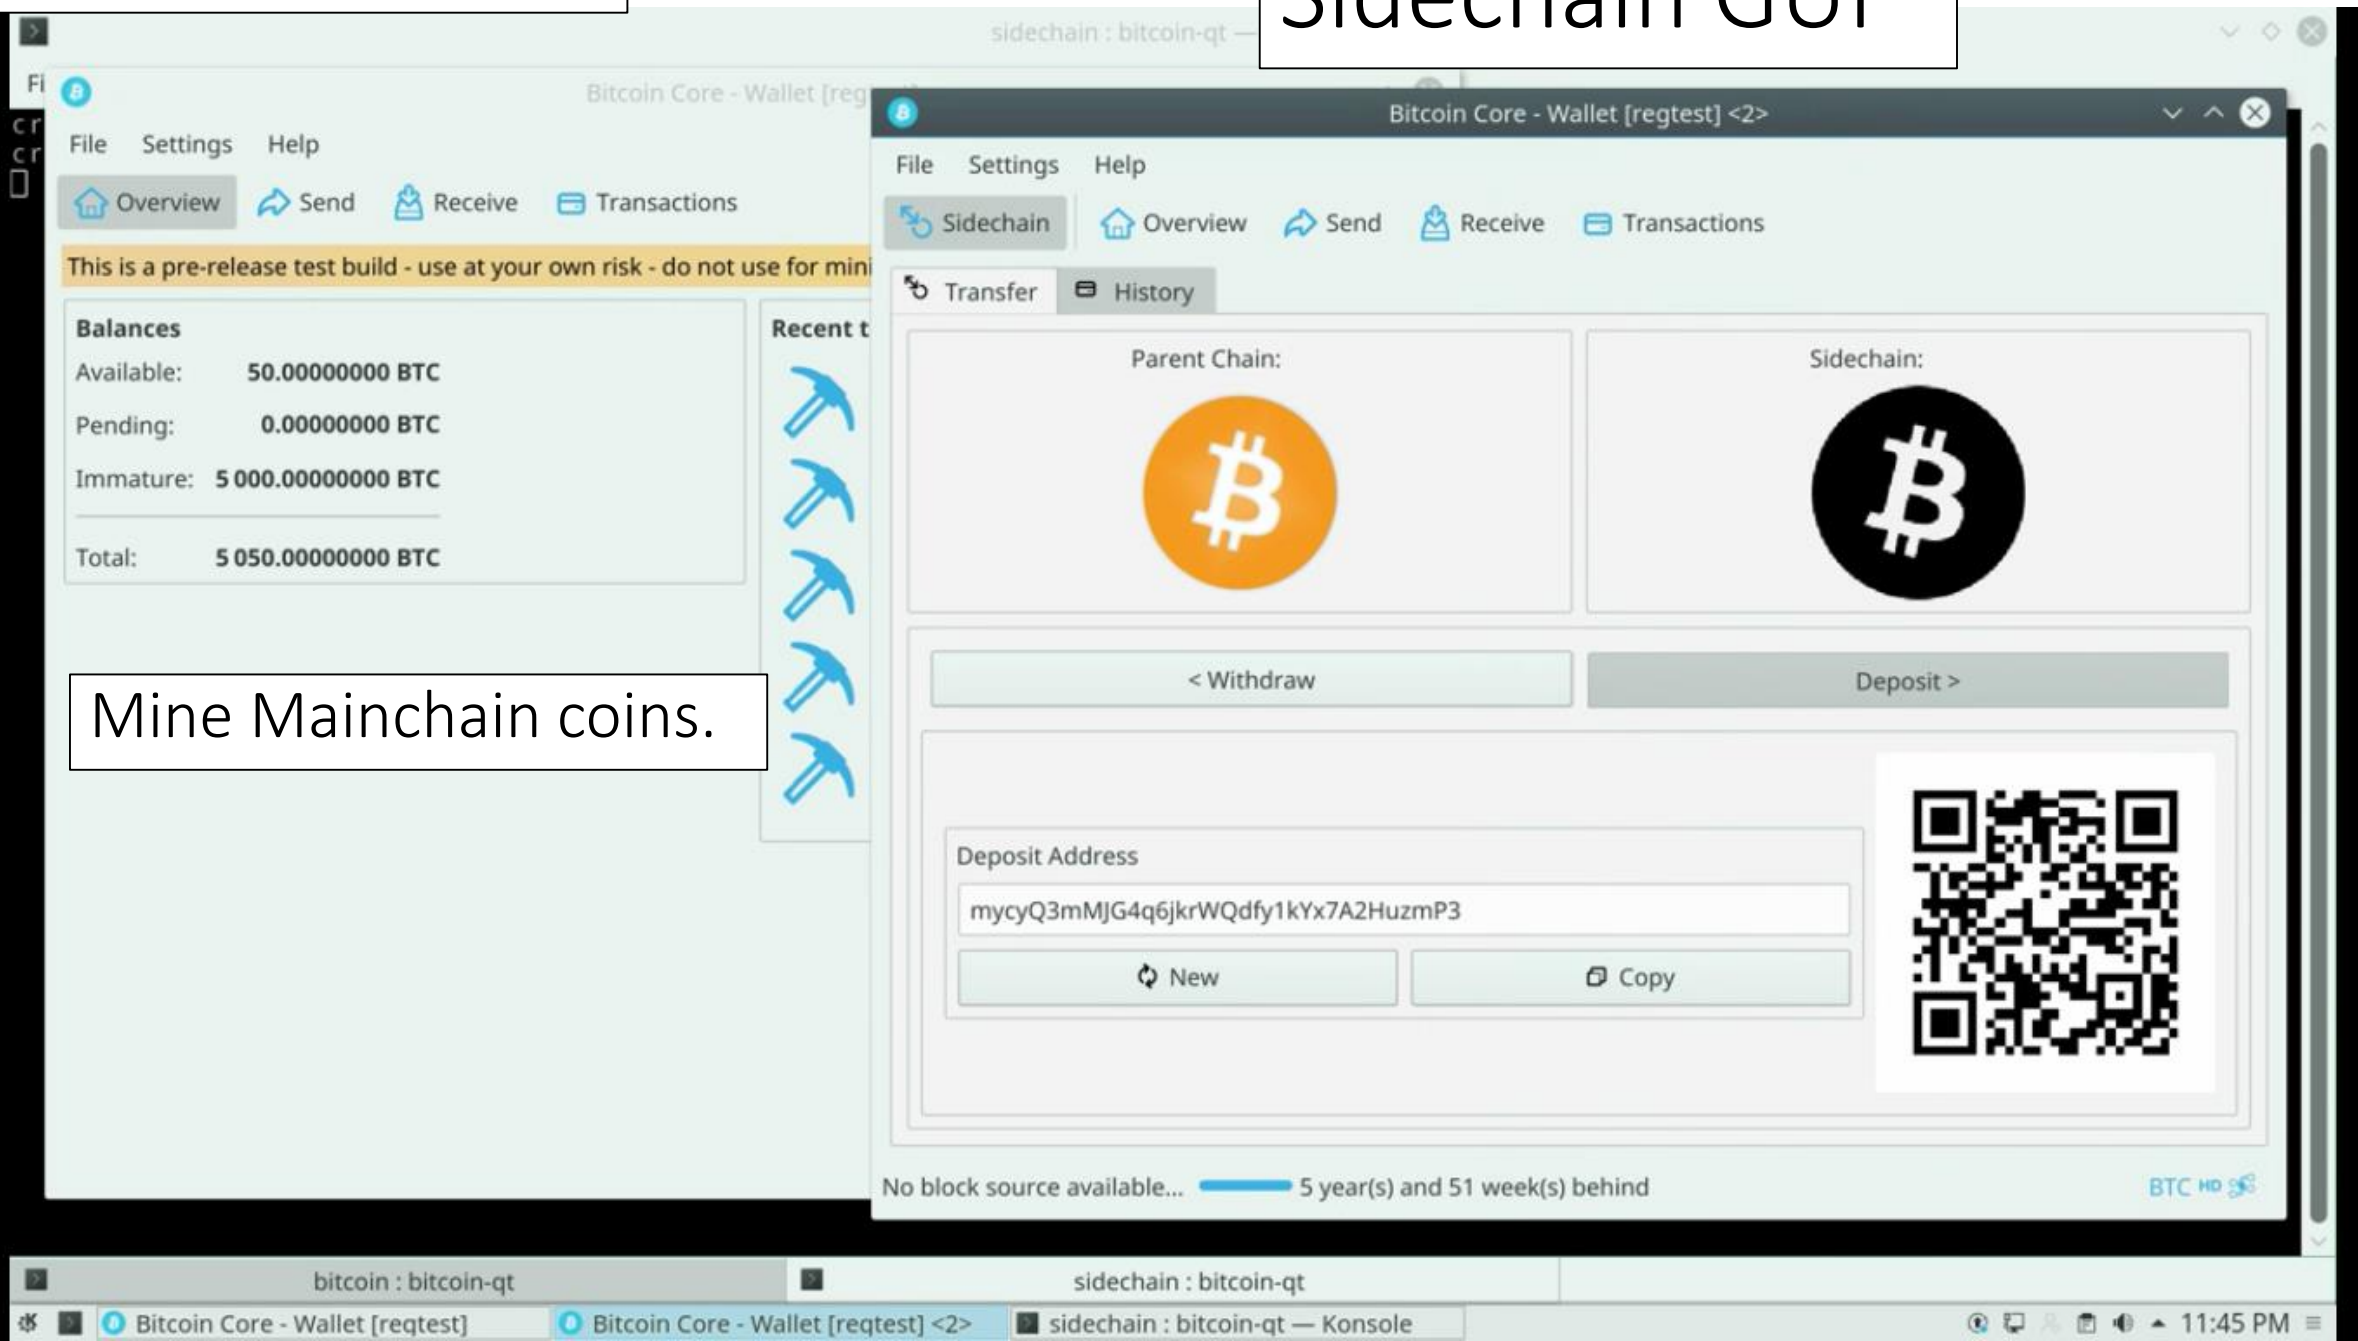 Sidechain GUI
sidechain : bitcoin-qt —
Fi
Bitcoin Core - Wallet [reg
cr
cr
File Settings Help
Overview Send Receive Transactions
This is a pre-release test build - use at your own risk - do not use for mini
Balances
Available: 50.00000000 BTC
Pending: 0.00000000 BTC
Immature: 5 000.00000000 BTC
Total: 5 050.00000000 BTC
Recent t
Mine Mainchain coins.
Bitcoin Core - Wallet [regtest] <2>
File Settings Help
Sidechain Overview Send Receive Transactions
Transfer History
Parent Chain: Sidechain:
< Withdraw Deposit >
Deposit Address
mycyQ3mMJG4q6jkrWQdfy1kYx7A2HuzmP3
New Copy
No block source available... 5 year(s) and 51 week(s) behind BTC HD
bitcoin : bitcoin-qt sidechain : bitcoin-qt
Bitcoin Core - Wallet [regtest] Bitcoin Core - Wallet [regtest] <2> sidechain : bitcoin-qt — Konsole 11:45 PM